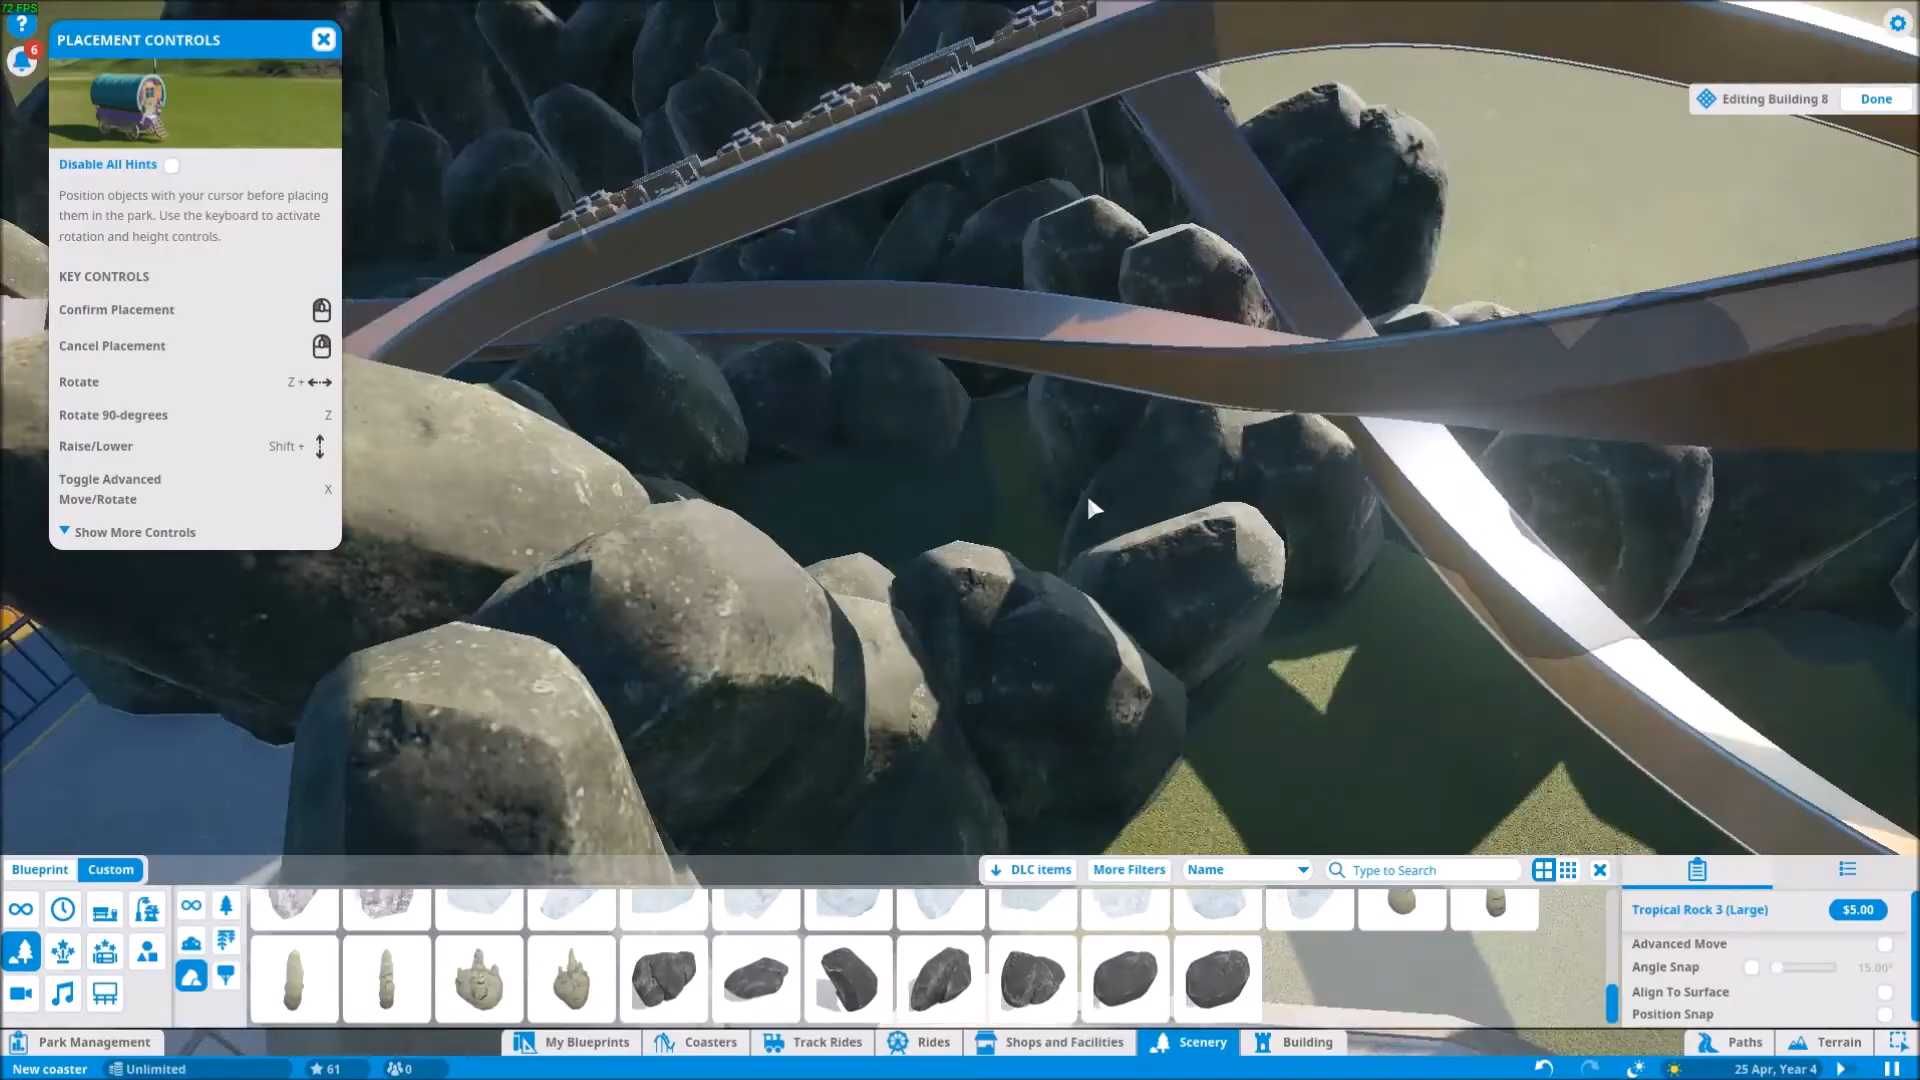 72 FPS
?
6
PLACEMENT CONTROLS
Disable All Hints
Position objects with your cursor before placing
them in the park. Use the keyboard to activate
rotation and height controls.
KEY CONTROLS
Confirm Placement
Cancel Placement
Rotate Z +
Rotate 90-degrees Z
Raise/Lower Shift +
Toggle Advanced
Move/Rotate X
Show More Controls
Editing Building 8 Done
Blueprint Custom
DLC items More Filters Name Type to Search
Tropical Rock 3 (Large) $5.00
Advanced Move
Angle Snap 15.00°
Align To Surface
Position Snap
Park Management My Blueprints Coasters Track Rides Rides Shops and Facilities Scenery Building Paths Terrain
New coaster Unlimited 61 0 25 Apr, Year 4